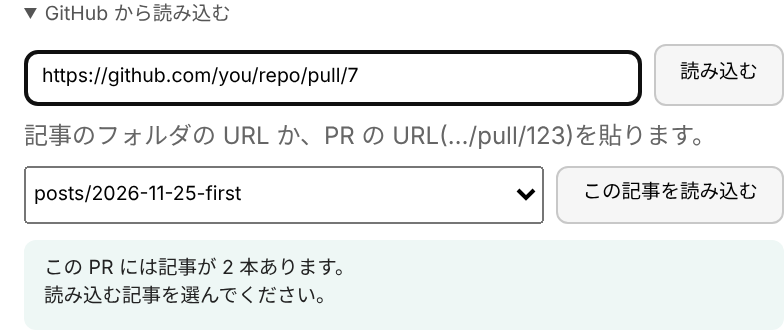 ▼ GitHub から読み込む
https://github.com/you/repo/pull/7
読み込む
記事のフォルダの URL か、PR の URL(.../pull/123)を貼ります。
posts/2026-11-25-first
この記事を読み込む
この PR には記事が 2 本あります。
読み込む記事を選んでください。